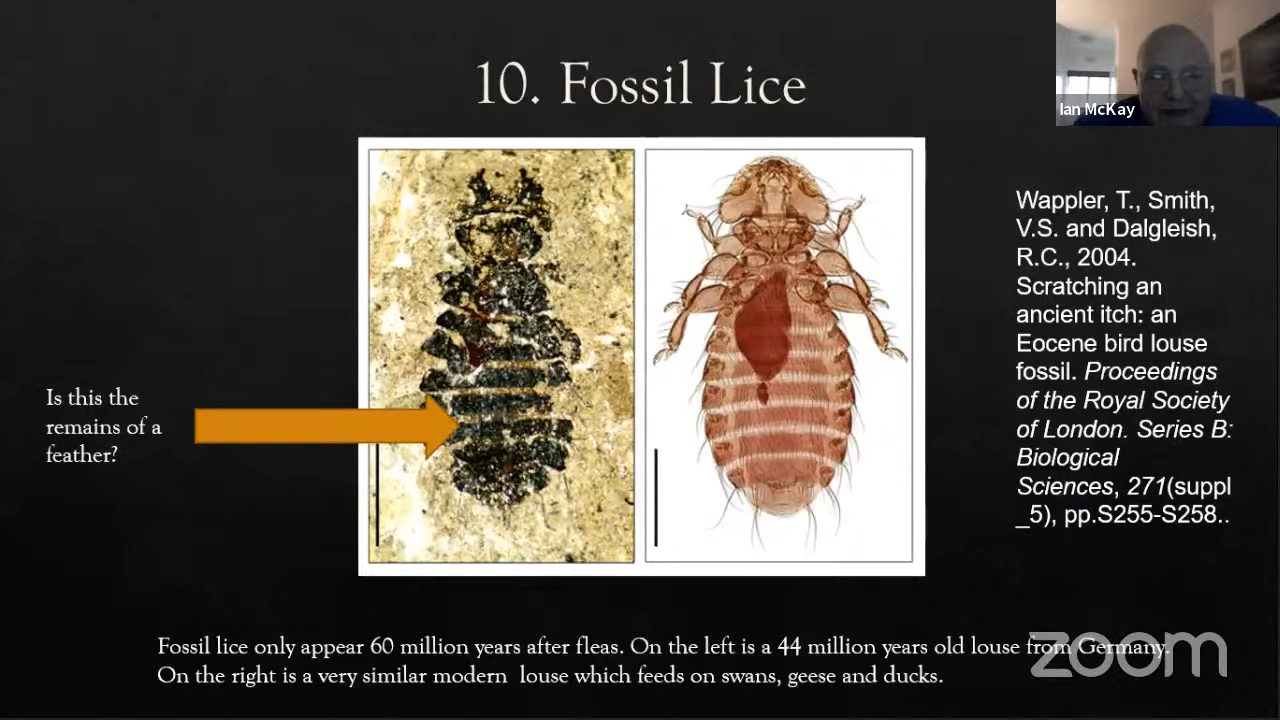 10. Fossil Lice
Ian McKay
Wappler, T., Smith,
V.S. and Dalgleish,
R.C., 2004.
Scratching an
ancient itch: an
Eocene bird louse
fossil. Proceedings
of the Royal Society
of London. Series B:
Biological
Sciences, 271(suppl
_5), pp.S255-S258..
Is this the
remains of a
feather?
Fossil lice only appear 60 million years after fleas. On the left is a 44 million years old louse from Germany.
On the right is a very similar modern louse which feeds on swans, geese and ducks.
zoom